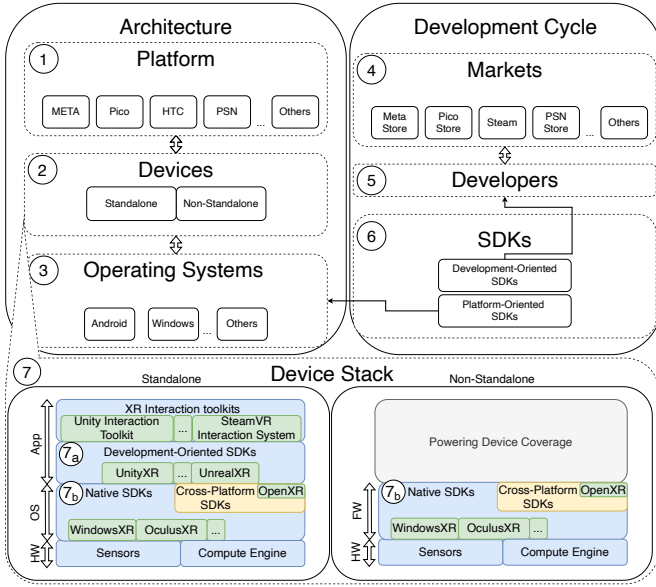 Architecture
1
Platform
META
Pico
HTC
PSN
...
Others
2
Devices
Standalone
Non-Standalone
3
Operating Systems
Android
Windows
...
Others
Development Cycle
4
Markets
Meta
Store
Pico
Store
Steam
PSN
Store
...
Others
5
Developers
6
SDKs
Development-Oriented
SDKs
Platform-Oriented
SDKs
7
Device Stack
Standalone
App
OS
HW
XR Interaction toolkits
Unity Interaction
Toolkit
...
SteamVR
Interaction System
7a
Development-Oriented SDKs
UnityXR
...
UnrealXR
7b
Native SDKs
Cross-Platform
SDKs
OpenXR
WindowsXR
OculusXR
...
Sensors
Compute Engine
Non-Standalone
Powering Device Coverage
FW
HW
7b
Native SDKs
Cross-Platform
SDKs
OpenXR
WindowsXR
OculusXR
...
Sensors
Compute Engine